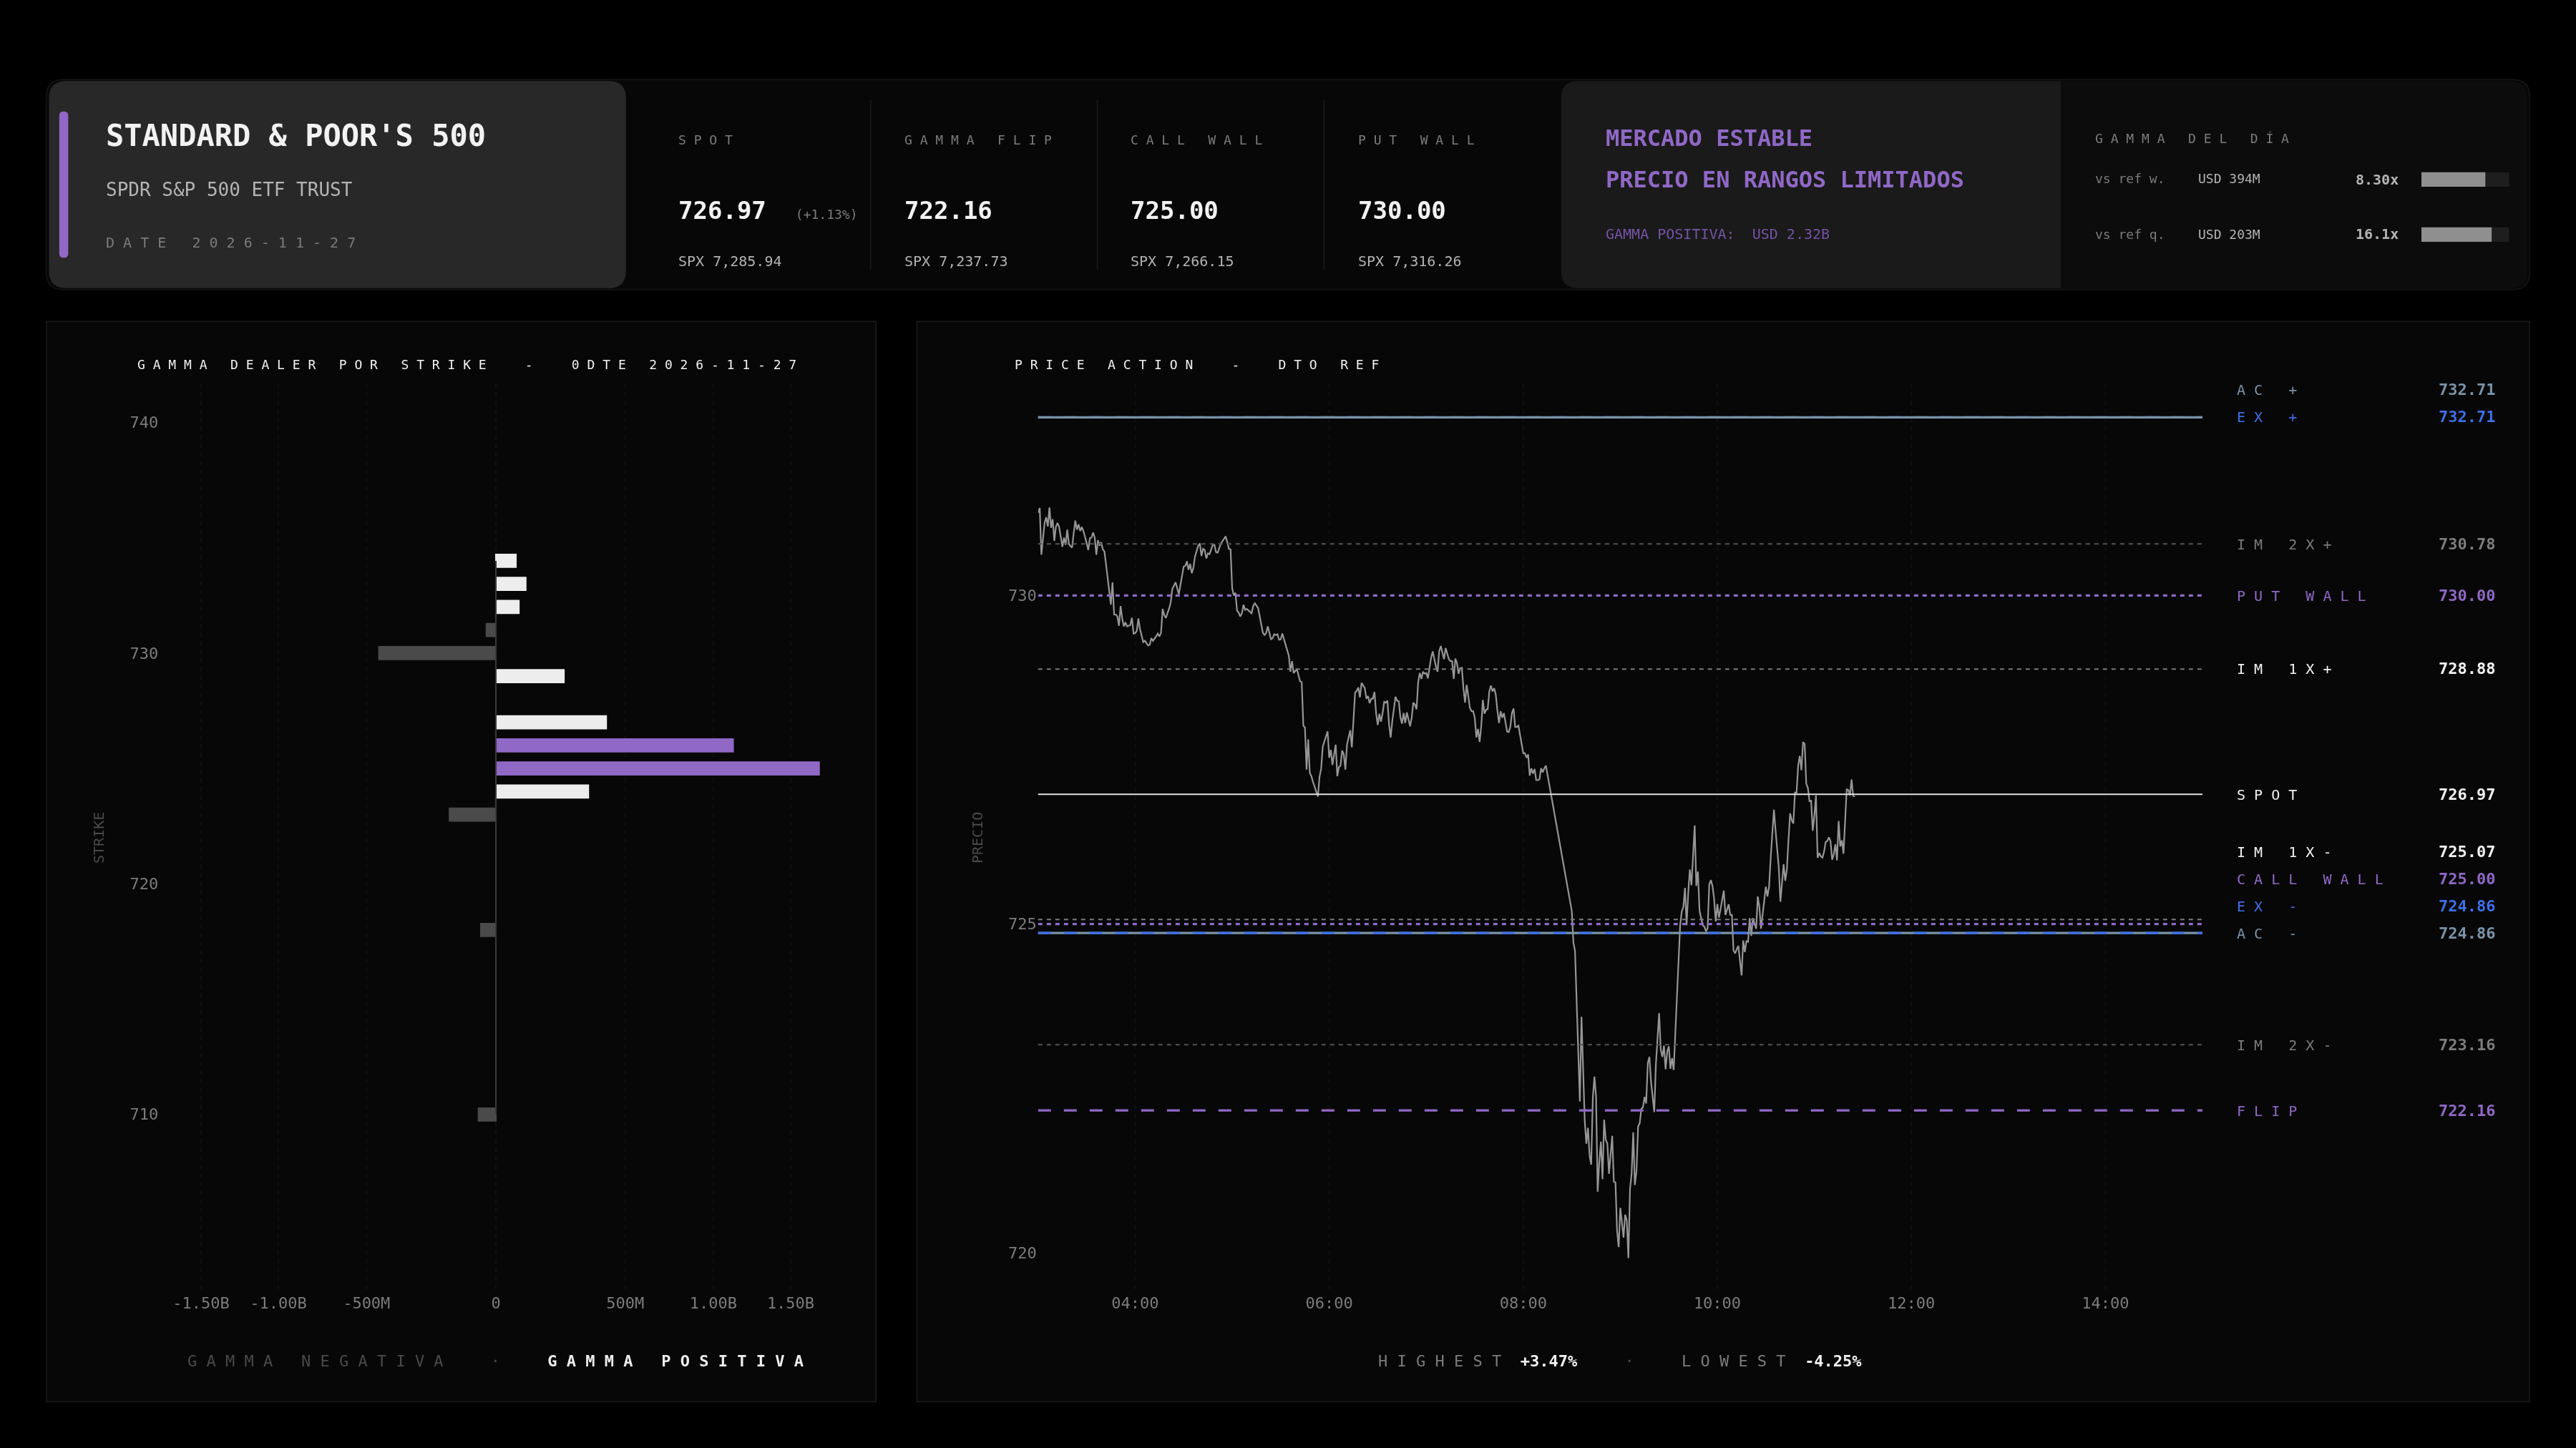 STANDARD & POOR'S 500
SPDR S&P 500 ETF TRUST
DATE 2026-11-27
SPOT
726.97 (+1.13%)
SPX 7,285.94
GAMMA FLIP
722.16
SPX 7,237.73
CALL WALL
725.00
SPX 7,266.15
PUT WALL
730.00
SPX 7,316.26
MERCADO ESTABLE
PRECIO EN RANGOS LIMITADOS
GAMMA POSITIVA: USD 2.32B
GAMMA DEL DÍA
vs ref w. USD 394M 8.30x
vs ref q. USD 203M 16.1x
GAMMA DEALER POR STRIKE - 0DTE 2026-11-27
740
730
720
710
STRIKE
-1.50B -1.00B -500M 0 500M 1.00B 1.50B
GAMMA NEGATIVA · GAMMA POSITIVA
PRICE ACTION - DTO REF
730
725
720
PRECIO
04:00 06:00 08:00 10:00 12:00 14:00
AC + 732.71
EX + 732.71
IM 2X+ 730.78
PUT WALL 730.00
IM 1X+ 728.88
SPOT 726.97
IM 1X- 725.07
CALL WALL 725.00
EX - 724.86
AC - 724.86
IM 2X- 723.16
FLIP 722.16
HIGHEST +3.47% · LOWEST -4.25%